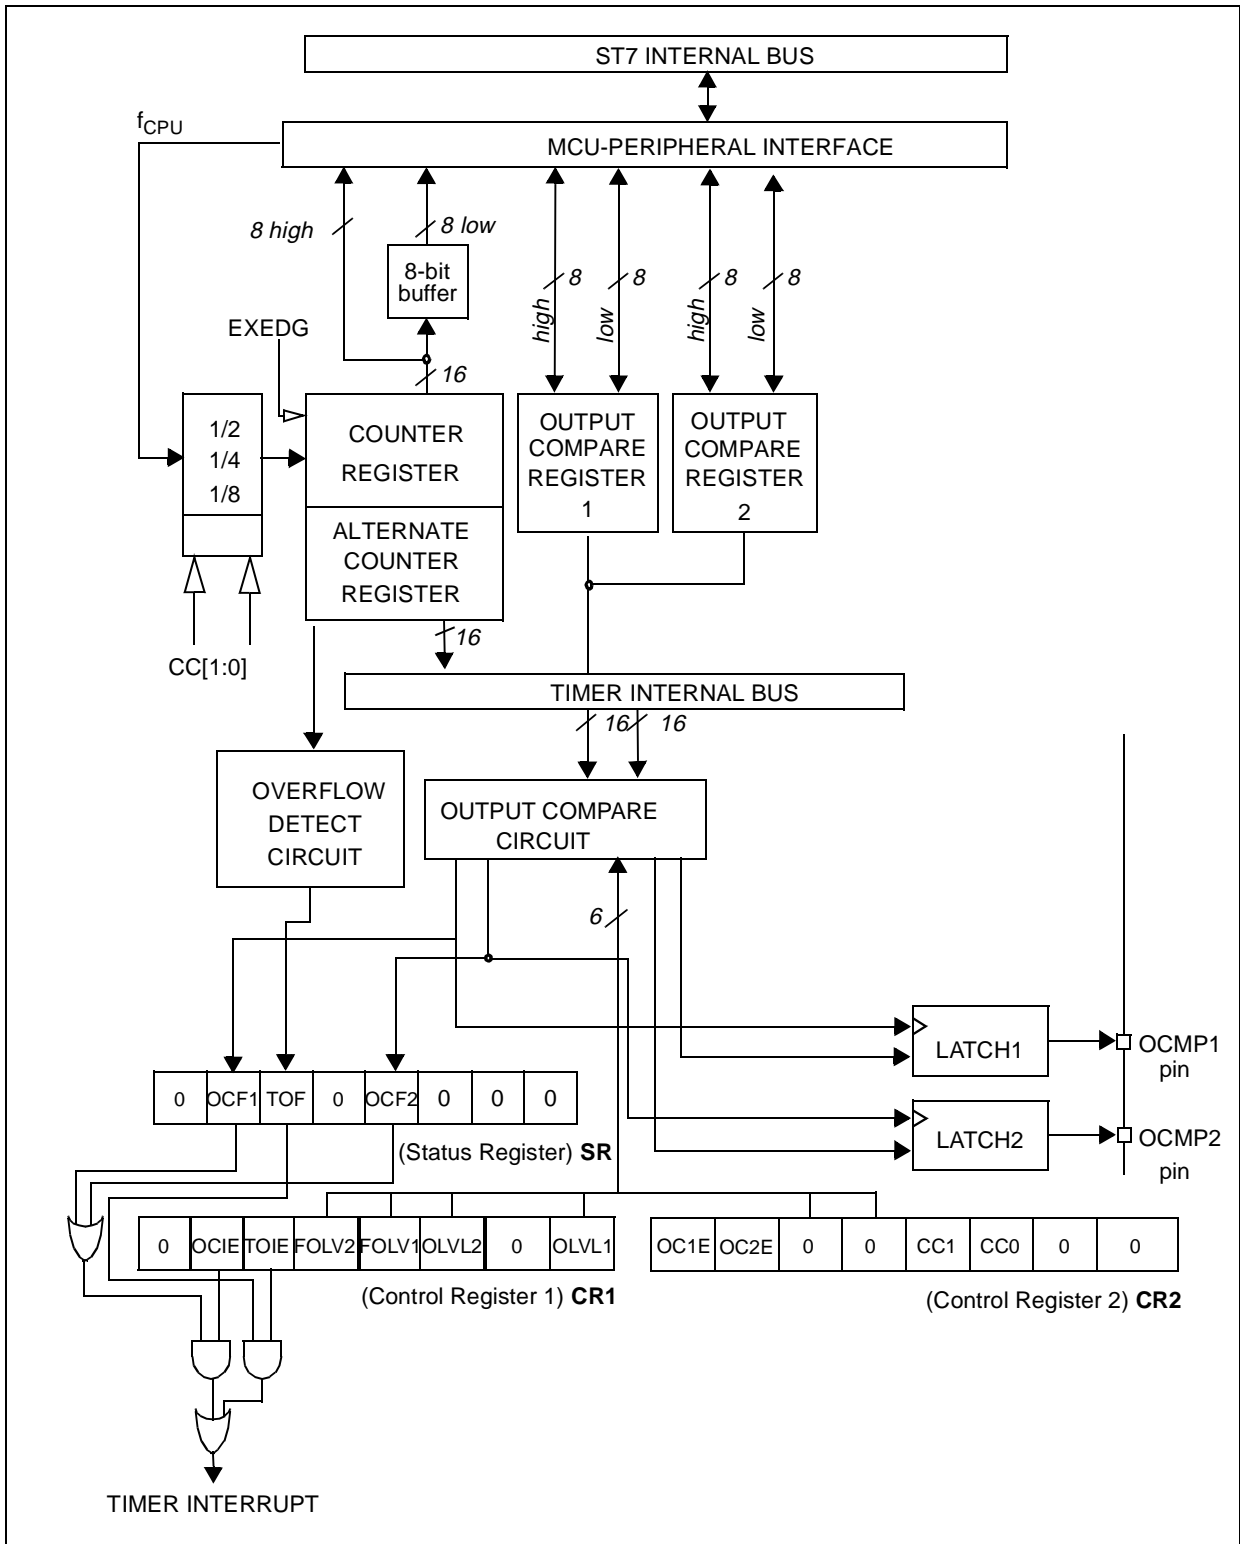 ST7 INTERNAL BUS
fCPU
MCU-PERIPHERAL INTERFACE
8 high
8 low
8-bit
buffer
8
8
8
8
high
low
high
low
EXEDG
16
1/2
1/4
1/8
COUNTER
REGISTER
OUTPUT
COMPARE
REGISTER
1
OUTPUT
COMPARE
REGISTER
2
ALTERNATE
COUNTER
REGISTER
16
CC[1:0]
TIMER INTERNAL BUS
16
16
OVERFLOW
DETECT
CIRCUIT
OUTPUT COMPARE
CIRCUIT
6
LATCH1
OCMP1
pin
LATCH2
OCMP2
pin
0 OCF1 TOF 0 OCF2 0 0 0
(Status Register) SR
0 OCIE TOIE FOLV2 FOLV1 OLVL2 0 OLVL1
(Control Register 1) CR1
OC1E OC2E 0 0 CC1 CC0 0 0
(Control Register 2) CR2
TIMER INTERRUPT